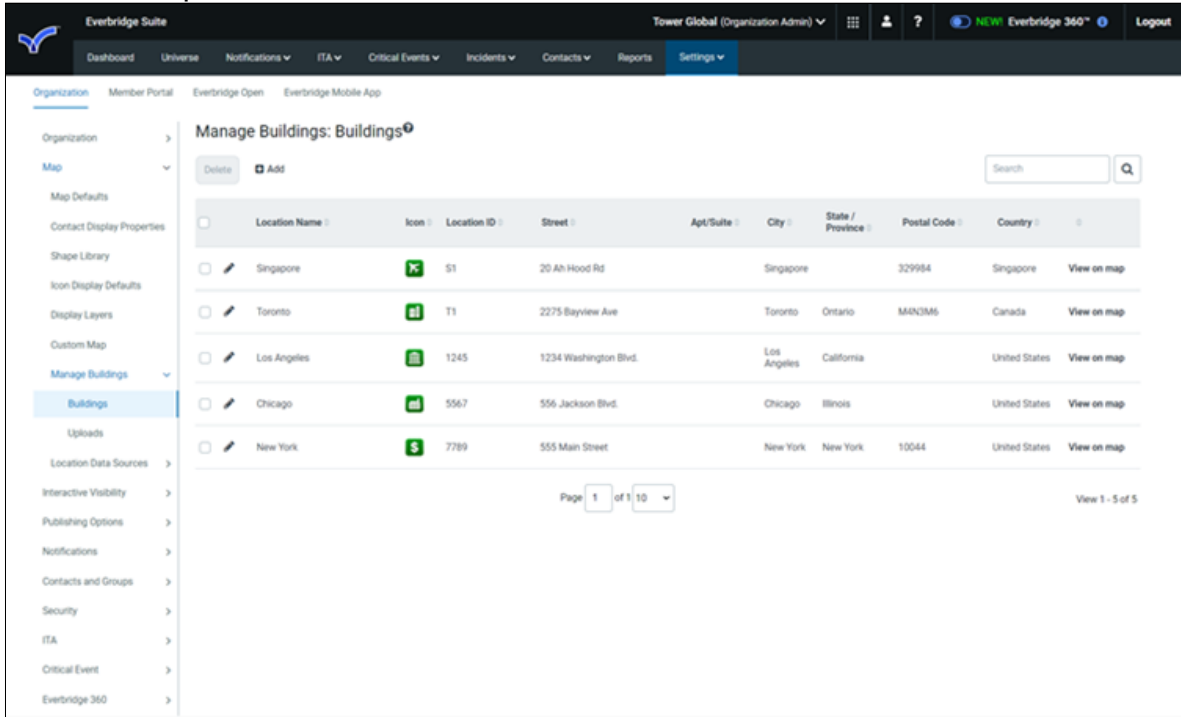 Everbridge Suite
Tower Global (Organization Admin)
?
NEW! Everbridge 360™
Logout
Dashboard Universe Notifications ITA Critical Events Incidents Contacts Reports Settings
Organization Member Portal Everbridge Open Everbridge Mobile App
Organization
Map
Map Defaults
Contact Display Properties
Shape Library
Icon Display Defaults
Display Layers
Custom Map
Manage Buildings
Buildings
Uploads
Location Data Sources
Interactive Visibility
Publishing Options
Notifications
Contacts and Groups
Security
ITA
Critical Event
Everbridge 360
Manage Buildings: Buildings
Delete Add
Search
Location Name Icon Location ID Street Apt/Suite City State / Province Postal Code Country
Singapore S1 20 Ah Hood Rd Singapore 329984 Singapore View on map
Toronto T1 2275 Bayview Ave Toronto Ontario M4N3M6 Canada View on map
Los Angeles 1245 1234 Washington Blvd. Los Angeles California United States View on map
Chicago 5567 556 Jackson Blvd. Chicago Illinois United States View on map
New York $ 7789 555 Main Street New York New York 10044 United States View on map
Page 1 of 1 10
View 1 - 5 of 5